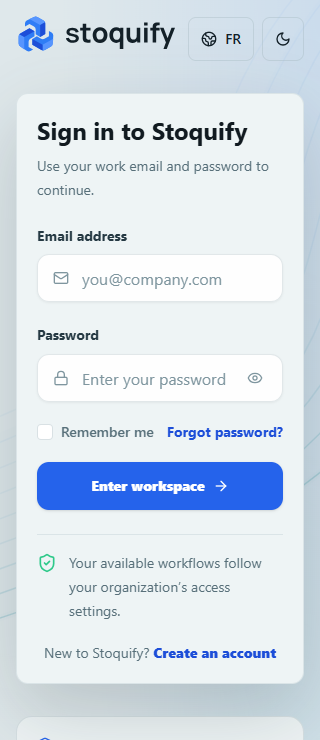 stoquify
FR
Sign in to Stoquify
Use your work email and password to
continue.
Email address
you@company.com
Password
Enter your password
Remember me
Forgot password?
Enter workspace
Your available workflows follow
your organization's access
settings.
New to Stoquify? Create an account